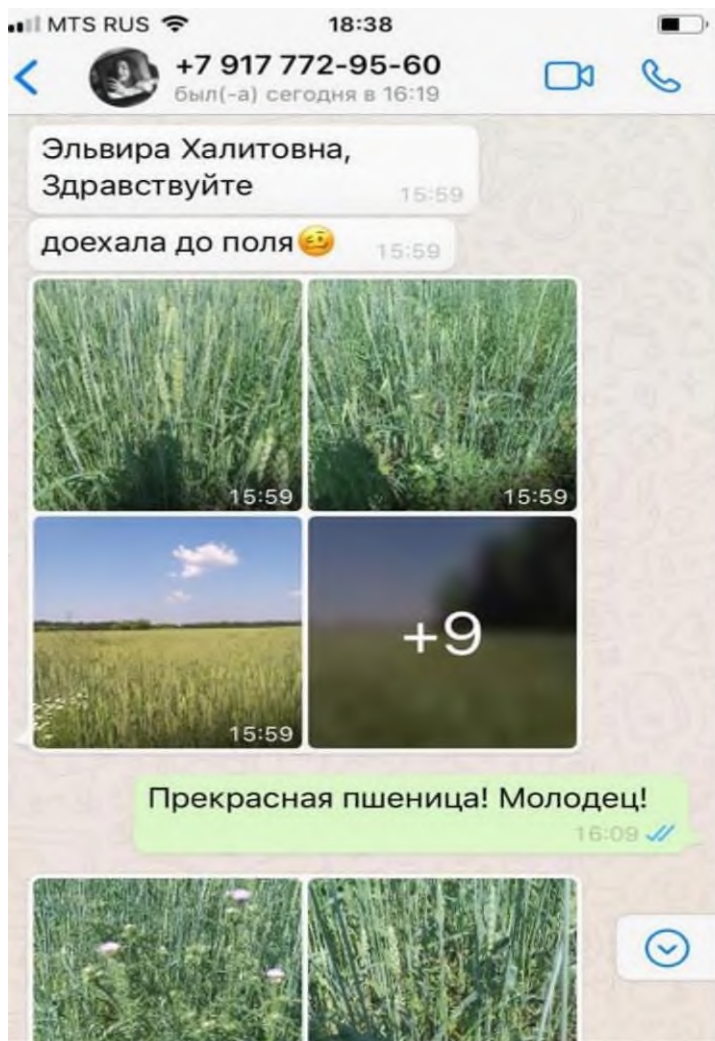 MTS RUS 18:38
+7 917 772-95-60
был(-а) сегодня в 16:19
Эльвира Халитовна,
Здравствуйте 15:59
доехала до поля🤕 15:59
15:59 15:59
15:59 +9
Прекрасная пшеница! Молодец!
16:09